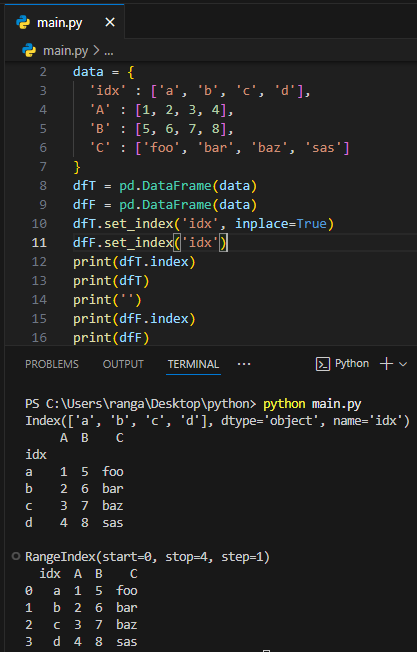 main.py
main.py > ...
2 data = {
3 'idx' : ['a', 'b', 'c', 'd'],
4 'A' : [1, 2, 3, 4],
5 'B' : [5, 6, 7, 8],
6 'C' : ['foo', 'bar', 'baz', 'sas']
7 }
8 dfT = pd.DataFrame(data)
9 dfF = pd.DataFrame(data)
10 dfT.set_index('idx', inplace=True)
11 dfF.set_index('idx')
12 print(dfT.index)
13 print(dfT)
14 print('')
15 print(dfF.index)
16 print(dfF)
PROBLEMS OUTPUT TERMINAL ... Python
PS C:\Users\ranga\Desktop\python> python main.py
Index(['a', 'b', 'c', 'd'], dtype='object', name='idx')
A B C
idx
a 1 5 foo
b 2 6 bar
c 3 7 baz
d 4 8 sas
RangeIndex(start=0, stop=4, step=1)
idx A B C
0 a 1 5 foo
1 b 2 6 bar
2 c 3 7 baz
3 d 4 8 sas